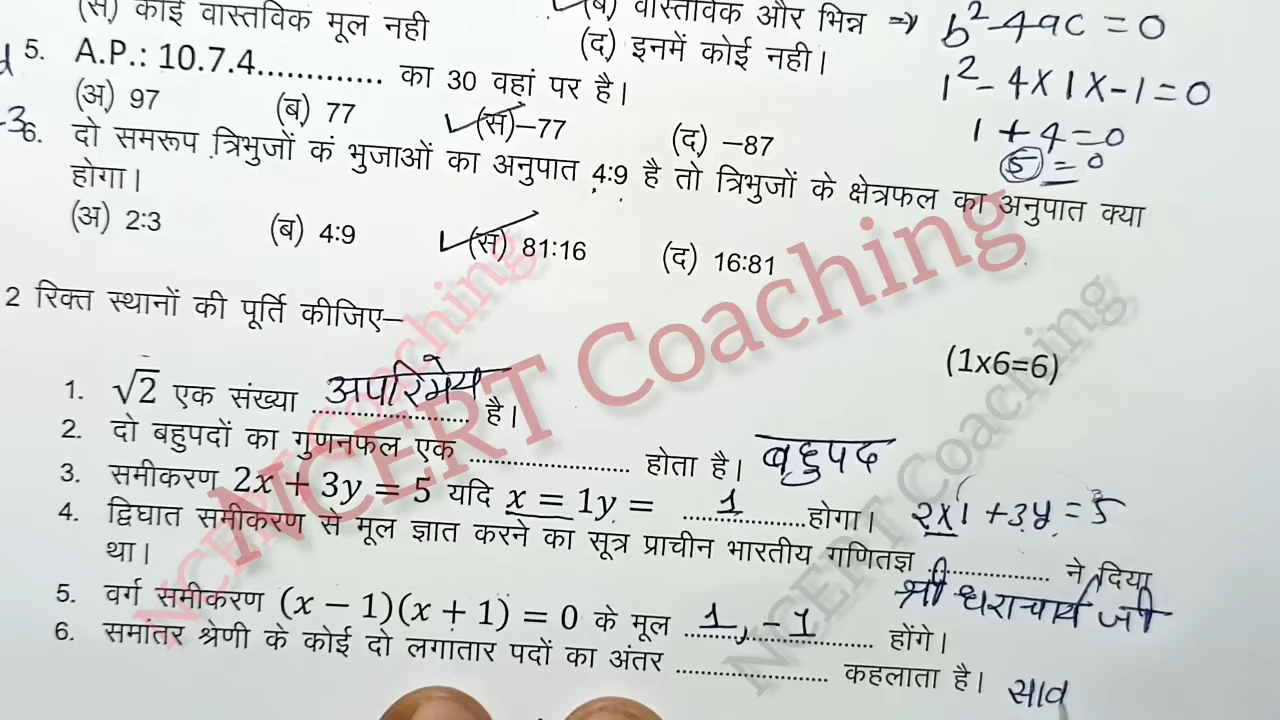 (स) कोई वास्तविक मूल नही
(ब) वास्तविक और भिन्न ⇒ b²-4ac = 0
(द) इनमें कोई नही।
1² - 4x1x-1 = 0
1 + 4 = 0
5 = 0
5. A.P.: 10.7.4............. का 30 वहां पर है।
(अ) 97 (ब) 77 (स) –77 (द) –87
-3
6. दो समरूप त्रिभुजों कं भुजाओं का अनुपात 4:9 है तो त्रिभुजों के क्षेत्रफल का अनुपात क्या
होगा।
(अ) 2:3 (ब) 4:9 (स) 81:16 (द) 16:81
2 रिक्त स्थानों की पूर्ति कीजिए–
(1x6=6)
1. √2 एक संख्या अपरिमेय है।
2. दो बहुपदों का गुणनफल एक ........................ होता है। बहुपद
3. समीकरण 2x + 3y = 5 यदि x = 1y = 1 होगा। 2x1 + 3y = 5
4. द्विघात समीकरण से मूल ज्ञात करने का सूत्र प्राचीन भारतीय गणितज्ञ .................. ने दिया
था।
श्री धराचार्य जी
5. वर्ग समीकरण (x − 1)(x + 1) = 0 के मूल 1, -1 होंगे।
6. समांतर श्रेणी के कोई दो लगांतार पदों का अंतर ....................... कहलाता है। साव
NCERT Coaching
NCERT Coaching
NCERT Coaching